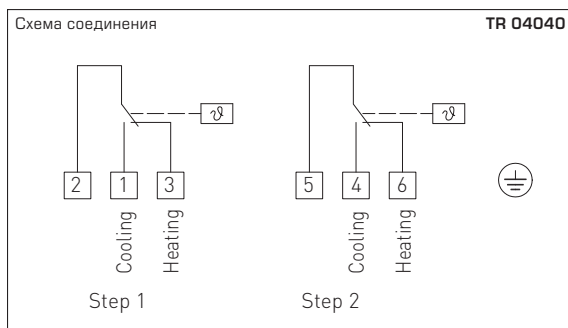 Схема соединения TR 04040
ϑ ϑ
2 1 3 5 4 6
Cooling Heating Cooling Heating
Step 1 Step 2